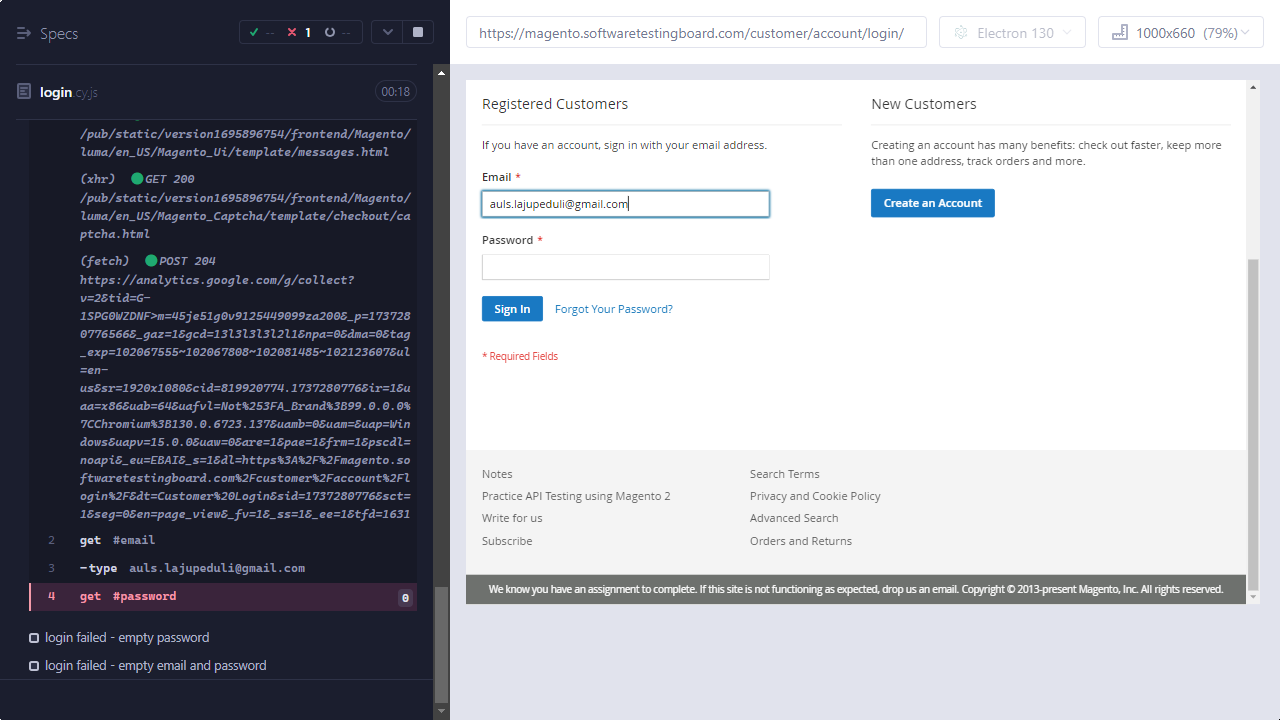 Specs
-- 1 --
https://magento.softwaretestingboard.com/customer/account/login/
Electron 130
1000x660 (79%)
login.cy.js
00:18
/pub/static/version1695896754/frontend/Magento/
luma/en_US/Magento_Ui/template/messages.html
(xhr) GET 200
/pub/static/version1695896754/frontend/Magento/
luma/en_US/Magento_Captcha/template/checkout/ca
ptcha.html
(fetch) POST 204
https://analytics.google.com/g/collect?
v=2&tid=G-
1SPG0WZDNF>m=45je51g0v9125449099za200&_p=173728
0776566&_gaz=1&gcd=13l3l3l3l2l1&npa=0&dma=0&tag
_exp=102067555~102067808~102081485~102123607&ul
=en-
us&sr=1920x1080&cid=819920774.1737280776&ir=1&u
aa=x86&uab=64&uafvl=Not%253FA_Brand%3B99.0.0.0%
7CChromium%3B130.0.6723.137&uamb=0&uam=&uap=Win
dows&uapv=15.0.0&uaw=0&are=1&pae=1&frm=1&pscdl=
noapi&_eu=EBAI&_s=1&dl=https%3A%2F%2Fmagento.so
ftwaretestingboard.com%2Fcustomer%2Faccount%2Fl
ogin%2F&dt=Customer%20Login&sid=1737280776&sct=
1&seg=0&en=page_view&_fv=1&_ss=1&_ee=1&tfd=1631
2 get #email
3 -type auls.lajupeduli@gmail.com
4 get #password 0
login failed - empty password
login failed - empty email and password
Registered Customers
If you have an account, sign in with your email address.
Email *
auls.lajupeduli@gmail.com
Password *
Sign In Forgot Your Password?
* Required Fields
New Customers
Creating an account has many benefits: check out faster, keep more
than one address, track orders and more.
Create an Account
Notes
Practice API Testing using Magento 2
Write for us
Subscribe
Search Terms
Privacy and Cookie Policy
Advanced Search
Orders and Returns
We know you have an assignment to complete. If this site is not functioning as expected, drop us an email. Copyright © 2013-present Magento, Inc. All rights reserved.